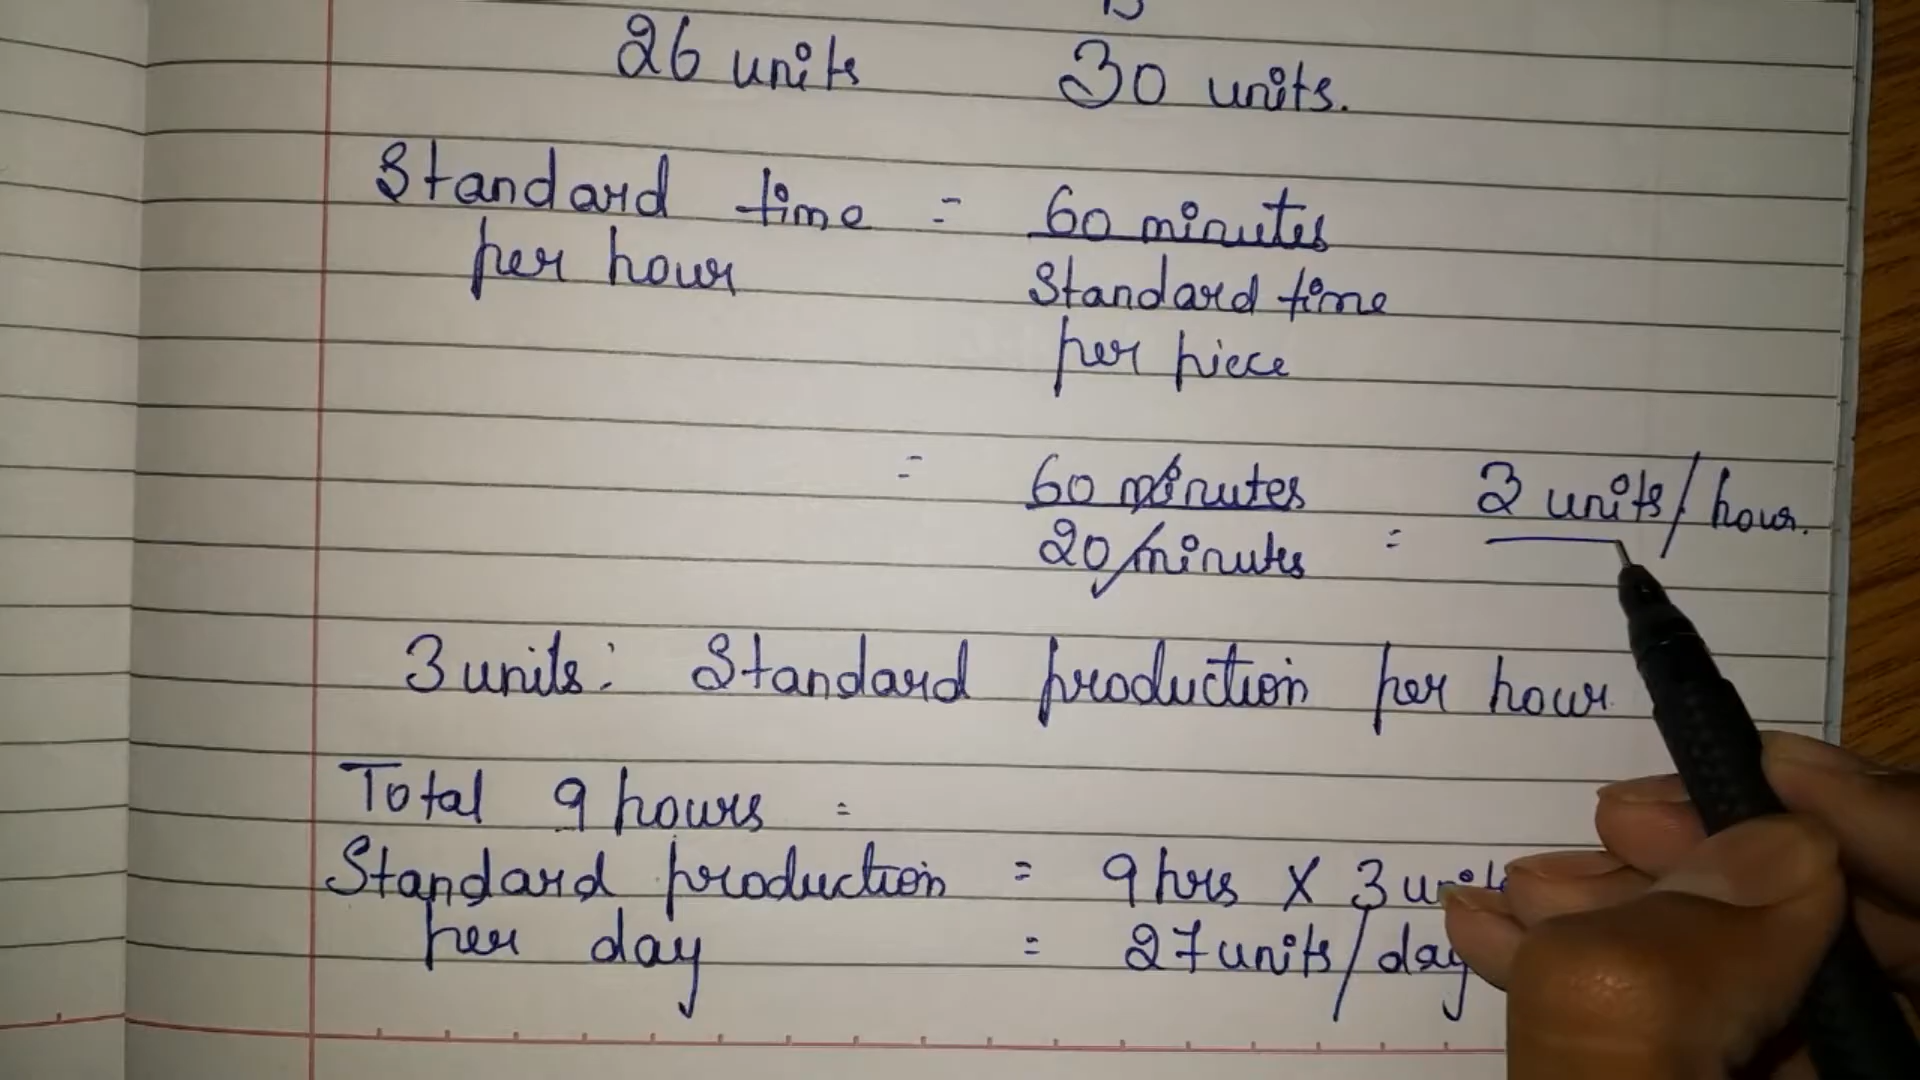 26 units 30 units.
Standard time = 60 minutes
per hour Standard time
per piece
= 60 minutes
20 minutes = 3 units/hour.
3 units: Standard production per hour.
Total 9 hours =
Standard production = 9 hrs X 3 units
per day = 27 units/day